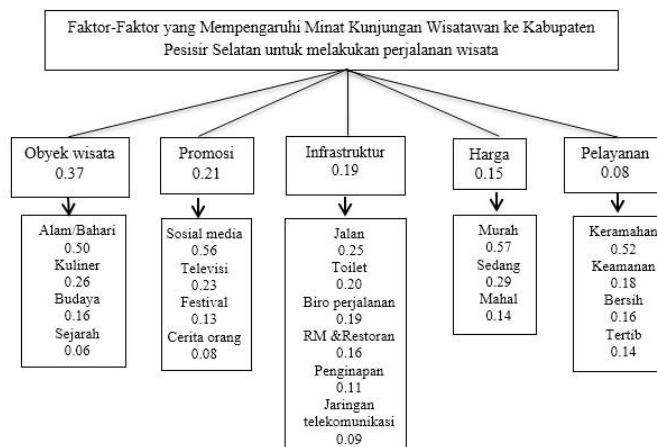 Faktor-Faktor yang Mempengaruhi Minat Kunjungan Wisatawan ke Kabupaten
Pesisir Selatan untuk melakukan perjalanan wisata
Obyek wisata
0.37
Promosi
0.21
Infrastruktur
0.19
Harga
0.15
Pelayanan
0.08
Alam/Bahari
0.50
Kuliner
0.26
Budaya
0.16
Sejarah
0.06
Sosial media
0.56
Televisi
0.23
Festival
0.13
Cerita orang
0.08
Jalan
0.25
Toilet
0.20
Biro perjalanan
0.19
RM &Restoran
0.16
Penginapan
0.11
Jaringan
telekomunikasi
0.09
Murah
0.57
Sedang
0.29
Mahal
0.14
Keramahan
0.52
Keamanan
0.18
Bersih
0.16
Tertib
0.14